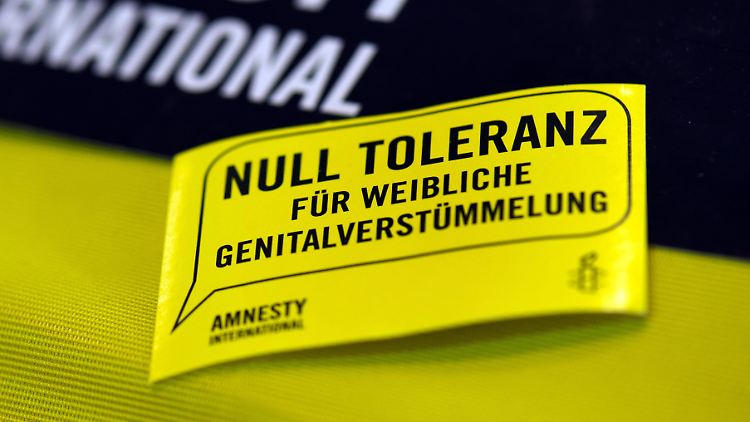 RNATIONAL
NULL TOLERANZ
FÜR WEIBLICHE
GENITALVERSTÜMMELUNG
AMNESTY
INTERNATIONAL